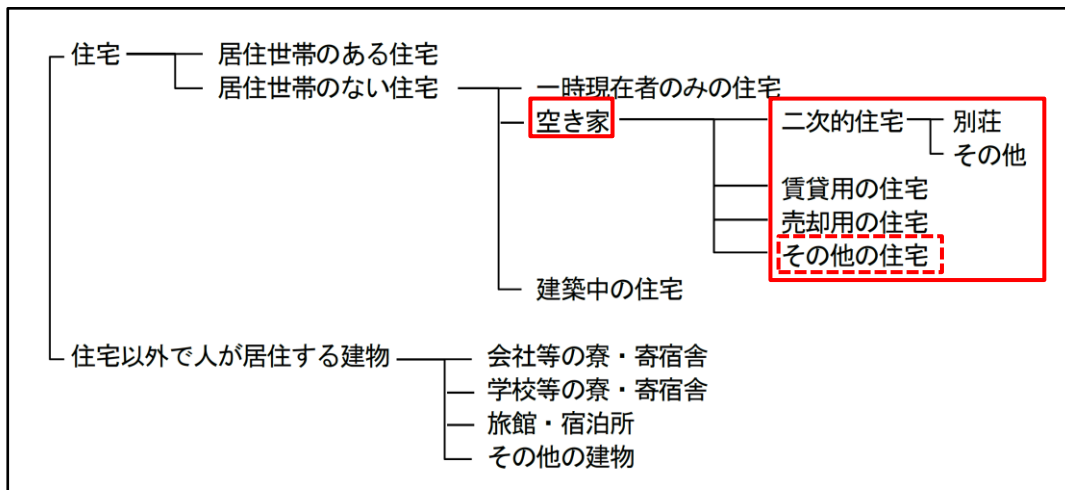 住宅
居住世帯のある住宅
居住世帯のない住宅
一時現在者のみの住宅
空き家
二次的住宅
別荘
その他
賃貸用の住宅
売却用の住宅
その他の住宅
建築中の住宅
住宅以外で人が居住する建物
会社等の寮・寄宿舎
学校等の寮・寄宿舎
旅館・宿泊所
その他の建物